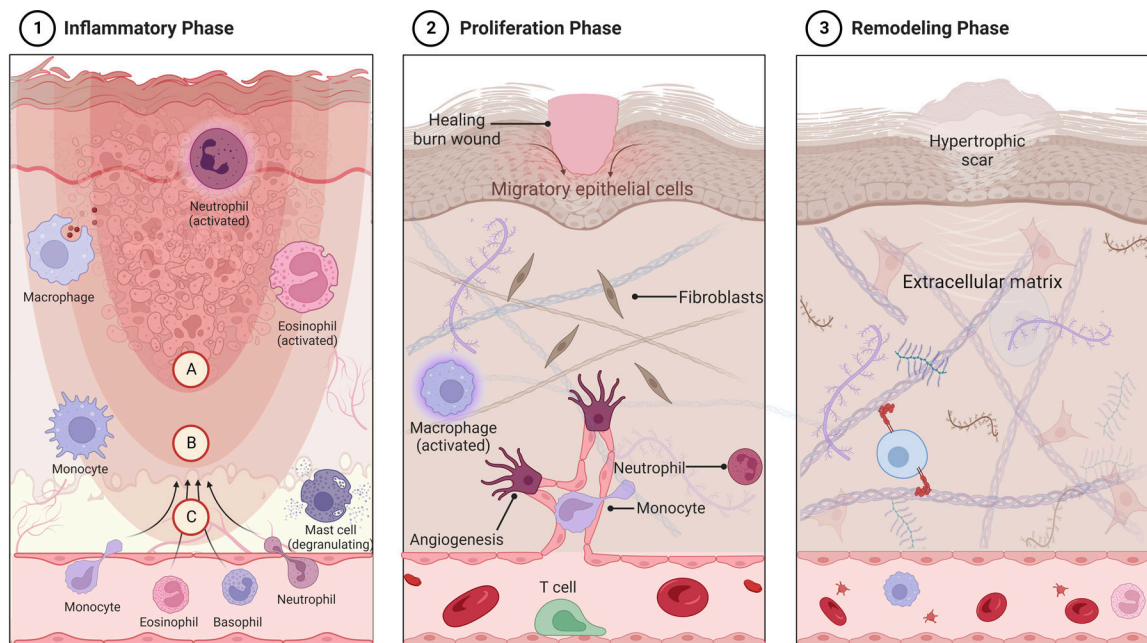 1 Inflammatory Phase
Neutrophil
(activated)
Macrophage
Eosinophil
(activated)
A
Monocyte
B
C
Mast cell
(degranulating)
Monocyte
Eosinophil
Basophil
Neutrophil
2 Proliferation Phase
Healing
burn wound
Migratory epithelial cells
Fibroblasts
Macrophage
(activated)
Neutrophil
Monocyte
Angiogenesis
T cell
3 Remodeling Phase
Hypertrophic
scar
Extracellular matrix